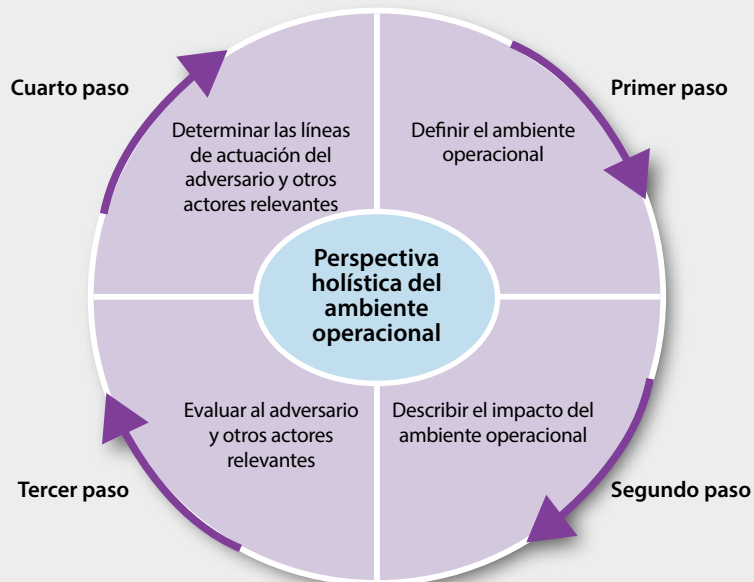 Cuarto paso
Primer paso
Determinar las líneas
de actuación del
adversario y otros
actores relevantes
Definir el ambiente
operacional
Perspectiva
holística del
ambiente
operacional
Evaluar al adversario
y otros actores
relevantes
Describir el impacto del
ambiente operacional
Tercer paso
Segundo paso